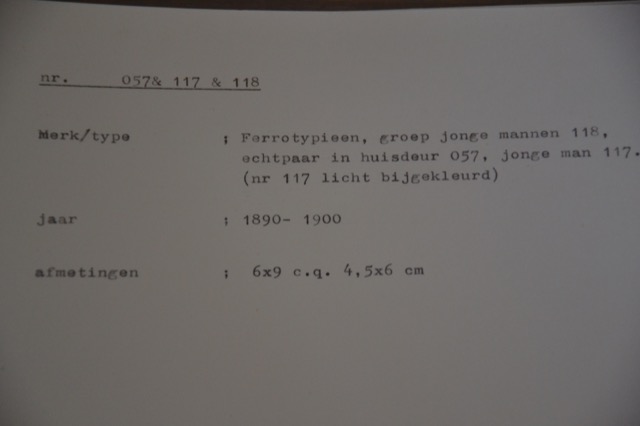 nr. 057& 117 & 118
Merk/type ; Ferrotypieen, groep jonge mannen 118,
echtpaar in huisdeur 057, jonge man 117.
(nr 117 licht bijgekleurd)
jaar ; 1890- 1900
afmetingen ; 6x9 c.q. 4,5x6 cm